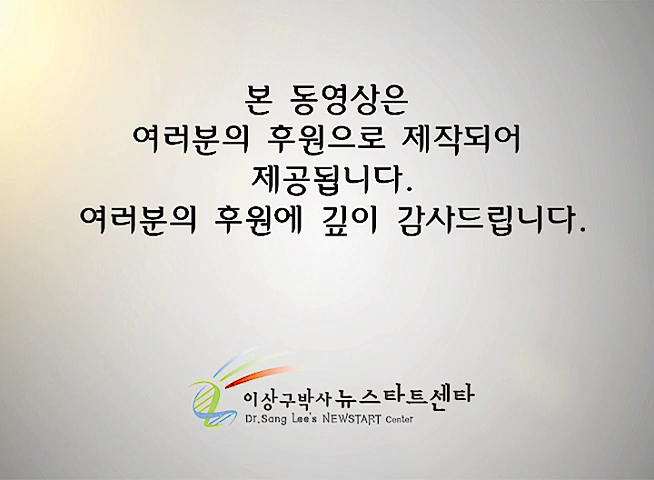 본 동영상은
여러분의 후원으로 제작되어
제공됩니다.
여러분의 후원에 깊이 감사드립니다.
이상구박사 뉴스타트센타
Dr.Sang Lee's NEWSTART Center